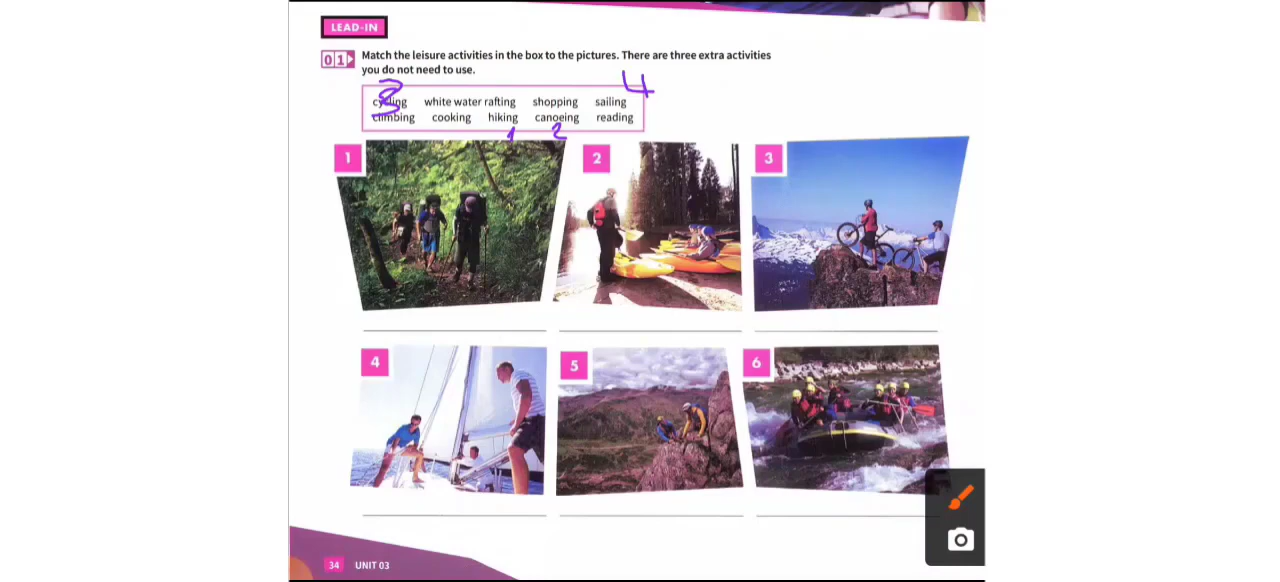 LEAD-IN
01 Match the leisure activities in the box to the pictures. There are three extra activities
you do not need to use.
4
3
cycling white water rafting shopping sailing
climbing cooking hiking canoeing reading
1 2
1 2 3
4 5 6
34 UNIT 03